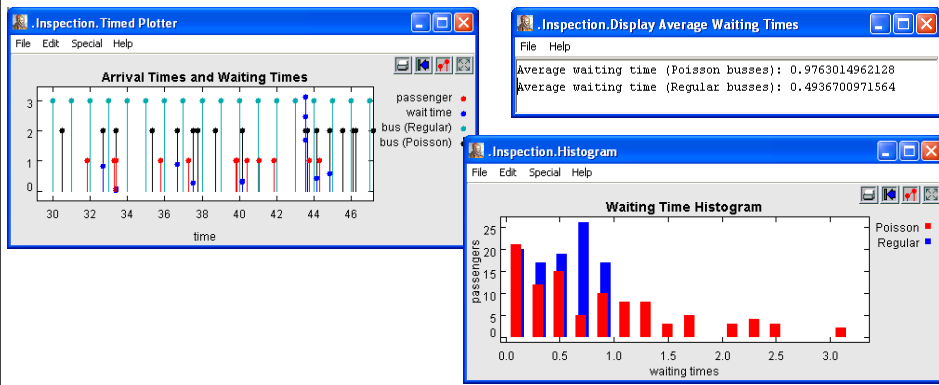 .Inspection.Timed Plotter
File Edit Special Help
Arrival Times and Waiting Times
passenger
wait time
bus (Regular)
bus (Poisson)
3
2
1
0
30 32 34 36 38 40 42 44 46
time
.Inspection.Display Average Waiting Times
File Help
Average waiting time (Poisson busses): 0.9763014962128
Average waiting time (Regular busses): 0.4936700971564
.Inspection.Histogram
File Edit Special Help
Waiting Time Histogram
Poisson
Regular
passengers
25
20
15
10
5
0
0.0 0.5 1.0 1.5 2.0 2.5 3.0
waiting times